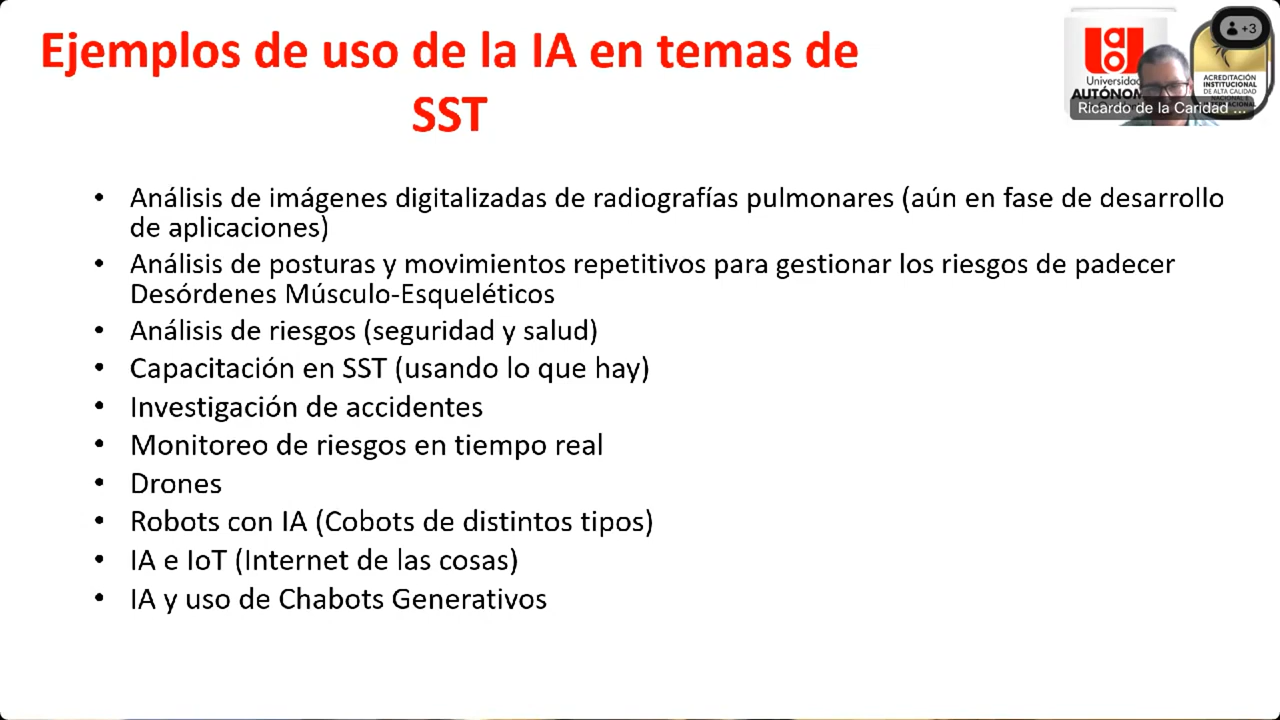 Ejemplos de uso de la IA en temas de
SST
• Análisis de imágenes digitalizadas de radiografías pulmonares (aún en fase de desarrollo
de aplicaciones)
• Análisis de posturas y movimientos repetitivos para gestionar los riesgos de padecer
Desórdenes Músculo-Esqueléticos
• Análisis de riesgos (seguridad y salud)
• Capacitación en SST (usando lo que hay)
• Investigación de accidentes
• Monitoreo de riesgos en tiempo real
• Drones
• Robots con IA (Cobots de distintos tipos)
• IA e IoT (Internet de las cosas)
• IA y uso de Chabots Generativos
+3
Universida
AUTÓNOM
Ricardo de la Caridad ...
ACREDITACIÓN
INSTITUCIONAL
DE ALTA CALIDAD